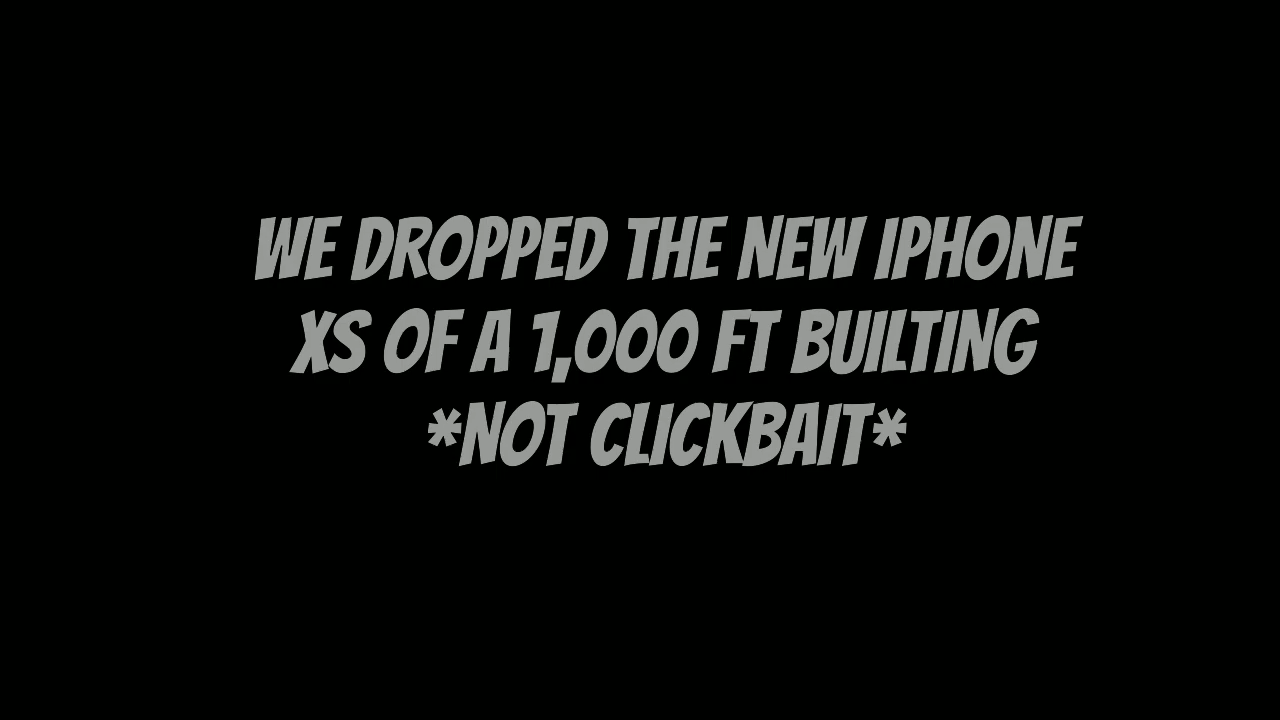 WE DROPPED THE NEW IPHONE
XS OF A 1,000 FT BUILTING
*NOT CLICKBAIT*